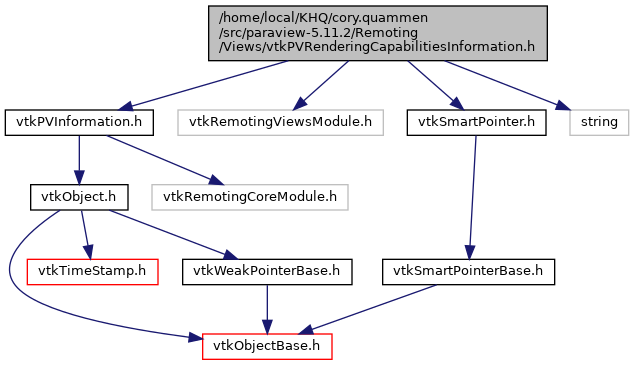 /home/local/KHQ/cory.quammen
/src/paraview-5.11.2/Remoting
/Views/vtkPVRenderingCapabilitiesInformation.h
vtkPVInformation.h
vtkRemotingViewsModule.h
vtkSmartPointer.h
string
vtkObject.h
vtkRemotingCoreModule.h
vtkTimeStamp.h
vtkWeakPointerBase.h
vtkSmartPointerBase.h
vtkObjectBase.h